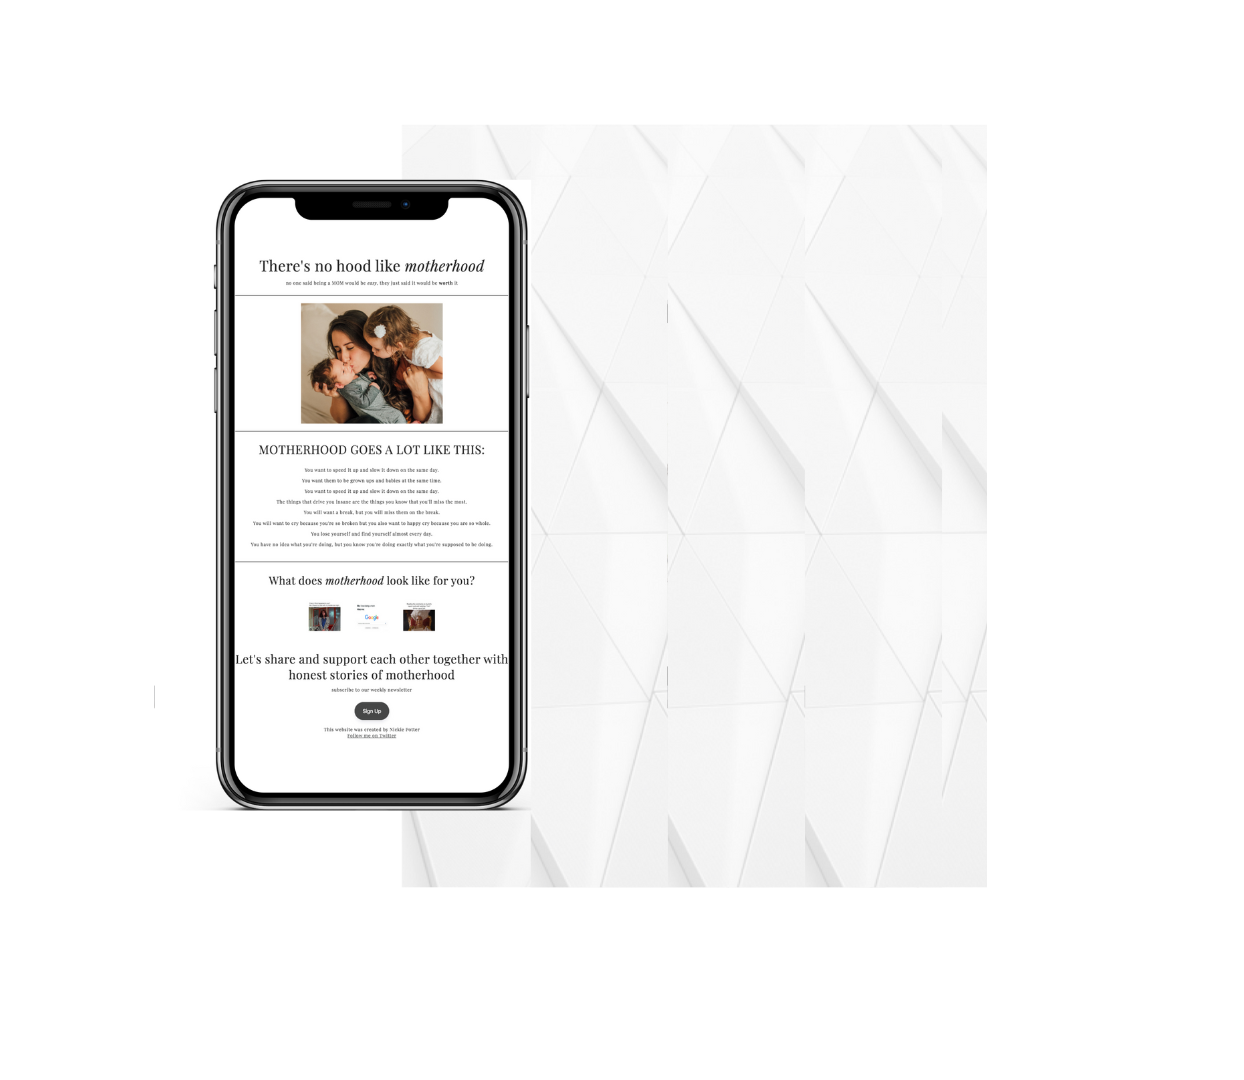 There's no hood like motherhood
no one said being a MOM would be easy, they just said it would be worth it
MOTHERHOOD GOES A LOT LIKE THIS:
You want to speed it up and slow it down on the same day.
You want them to be grown ups and babies at the same time.
You want to speed it up and slow it down on the same day.
The things that drive you insane are the things you know that you'll miss the most.
You will want a break, but you will miss them on the break.
You will want to cry because you're so broken but you also want to happy cry because you are so whole.
You lose yourself and find yourself almost every day.
You have no idea what you're doing, but you know you're doing exactly what you're supposed to be doing.
What does motherhood look like for you?
Google
Let's share and support each other together with
honest stories of motherhood
subscribe to our weekly newsletter
Sign Up
This website was created by Nickie Potter
Follow me on Twitter